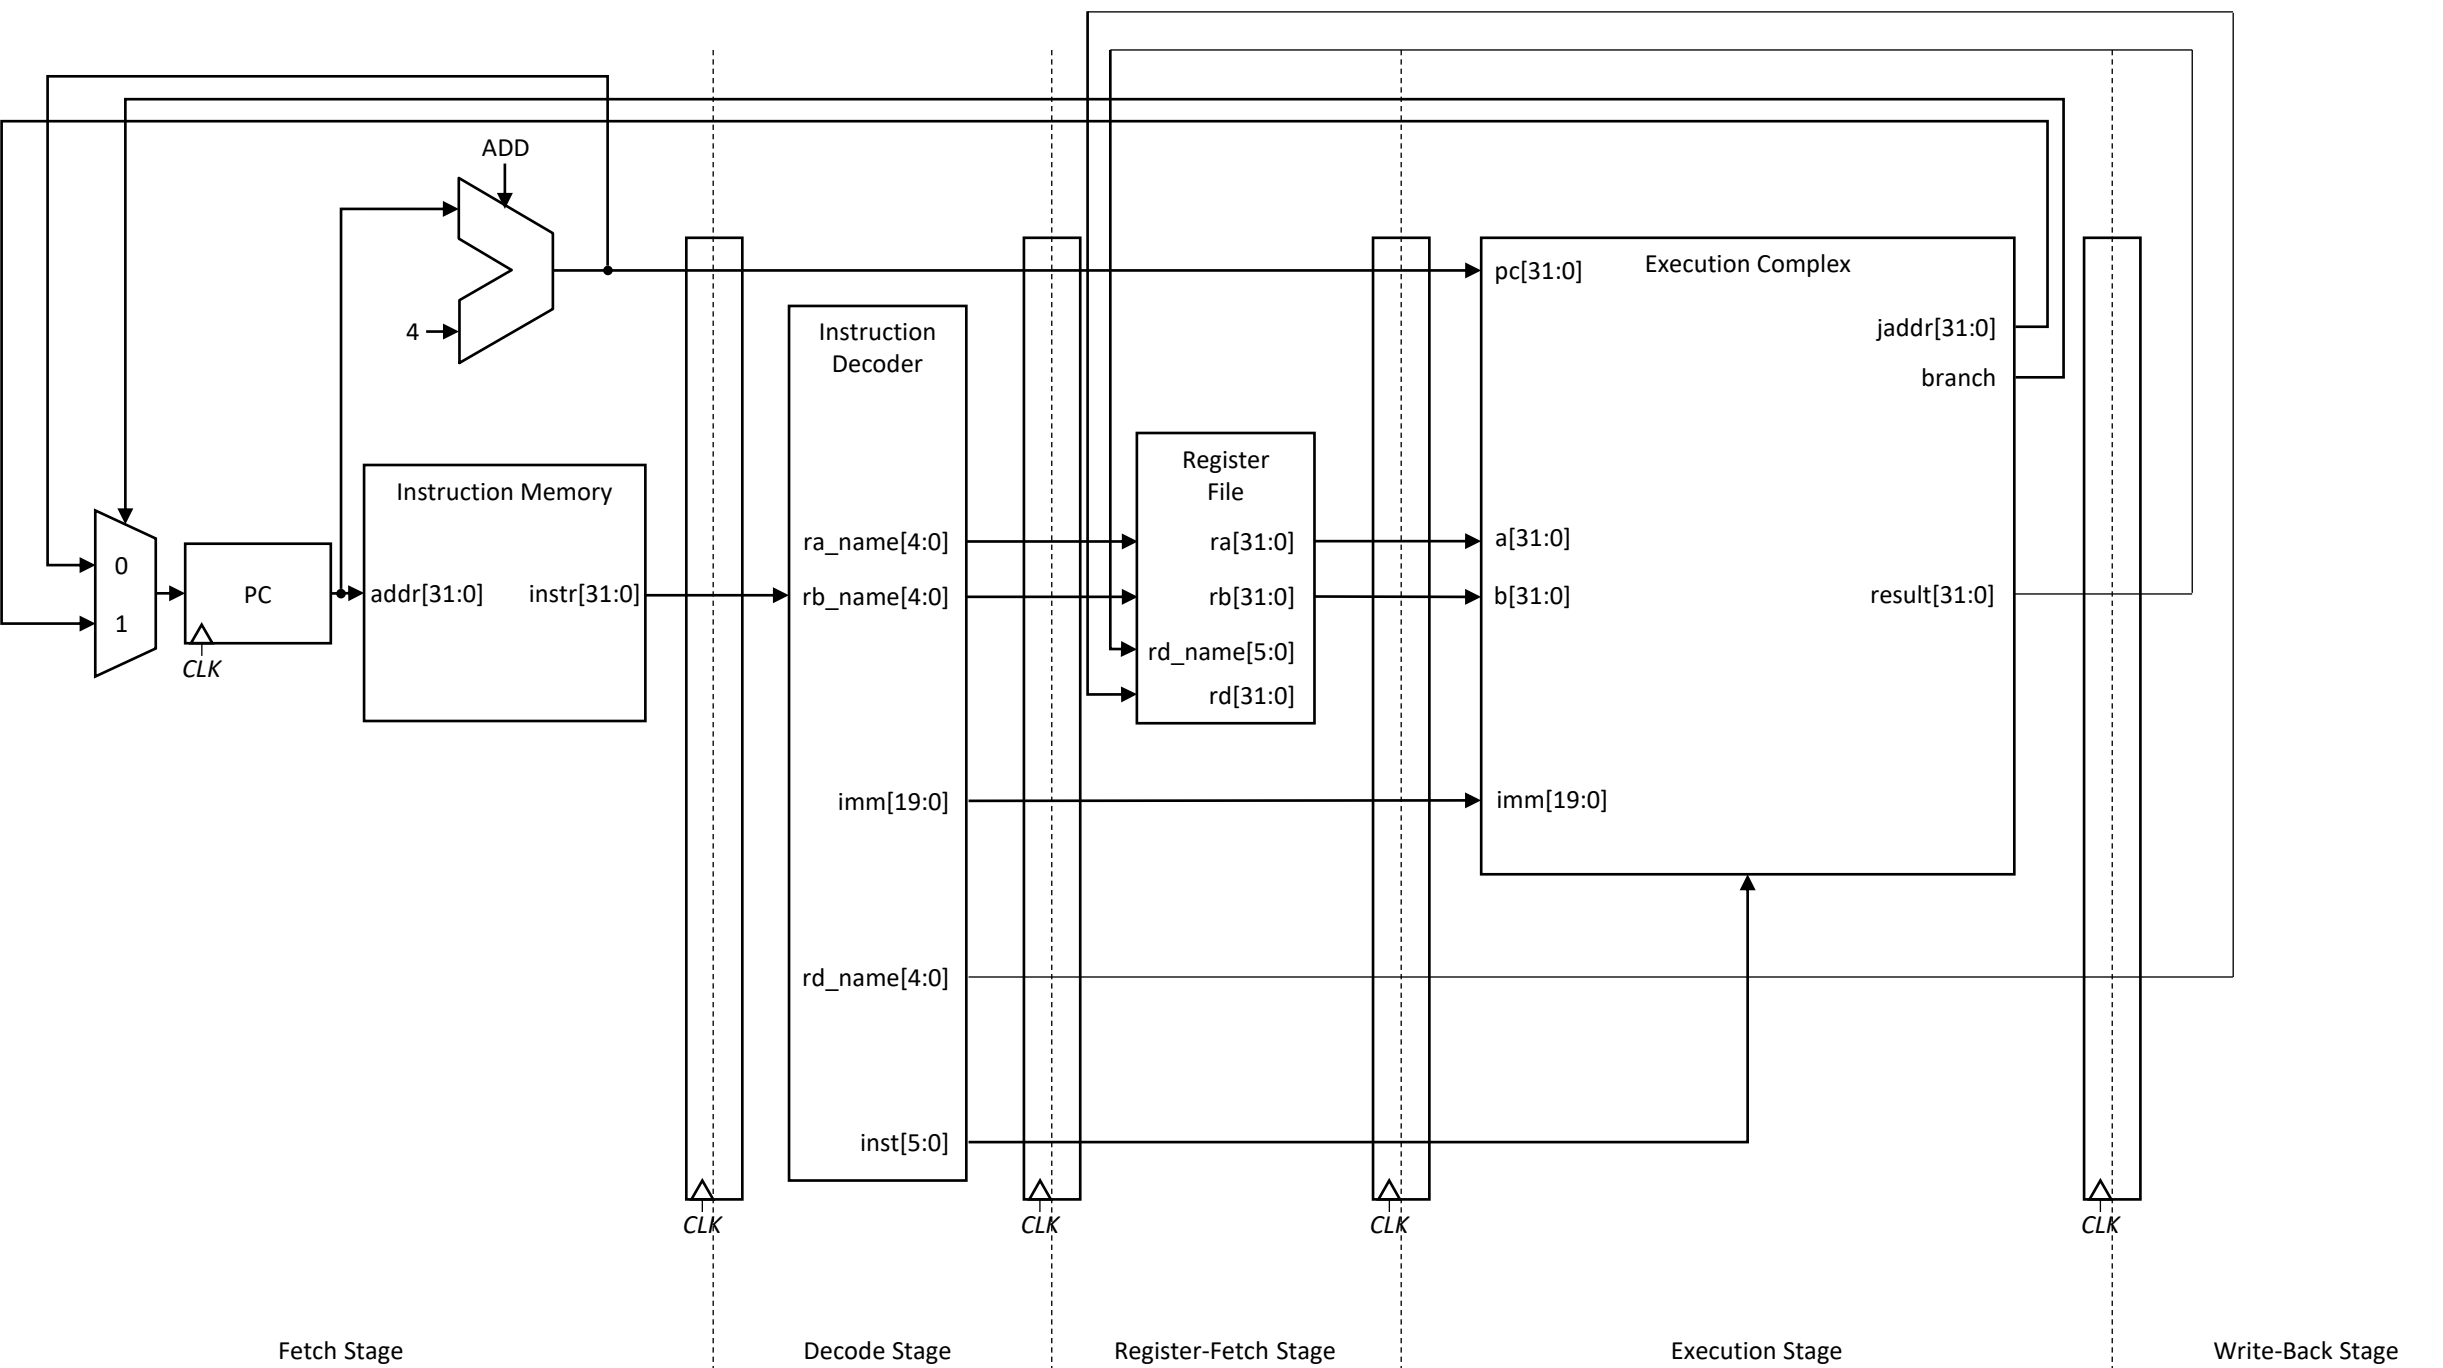 ADD
4
0
1
PC
CLK
Instruction Memory
addr[31:0]
instr[31:0]
CLK
Instruction
Decoder
ra_name[4:0]
rb_name[4:0]
imm[19:0]
rd_name[4:0]
inst[5:0]
CLK
Register
File
ra[31:0]
rb[31:0]
rd_name[5:0]
rd[31:0]
CLK
Execution Complex
pc[31:0]
jaddr[31:0]
branch
a[31:0]
b[31:0]
result[31:0]
imm[19:0]
CLK
Fetch Stage
Decode Stage
Register-Fetch Stage
Execution Stage
Write-Back Stage